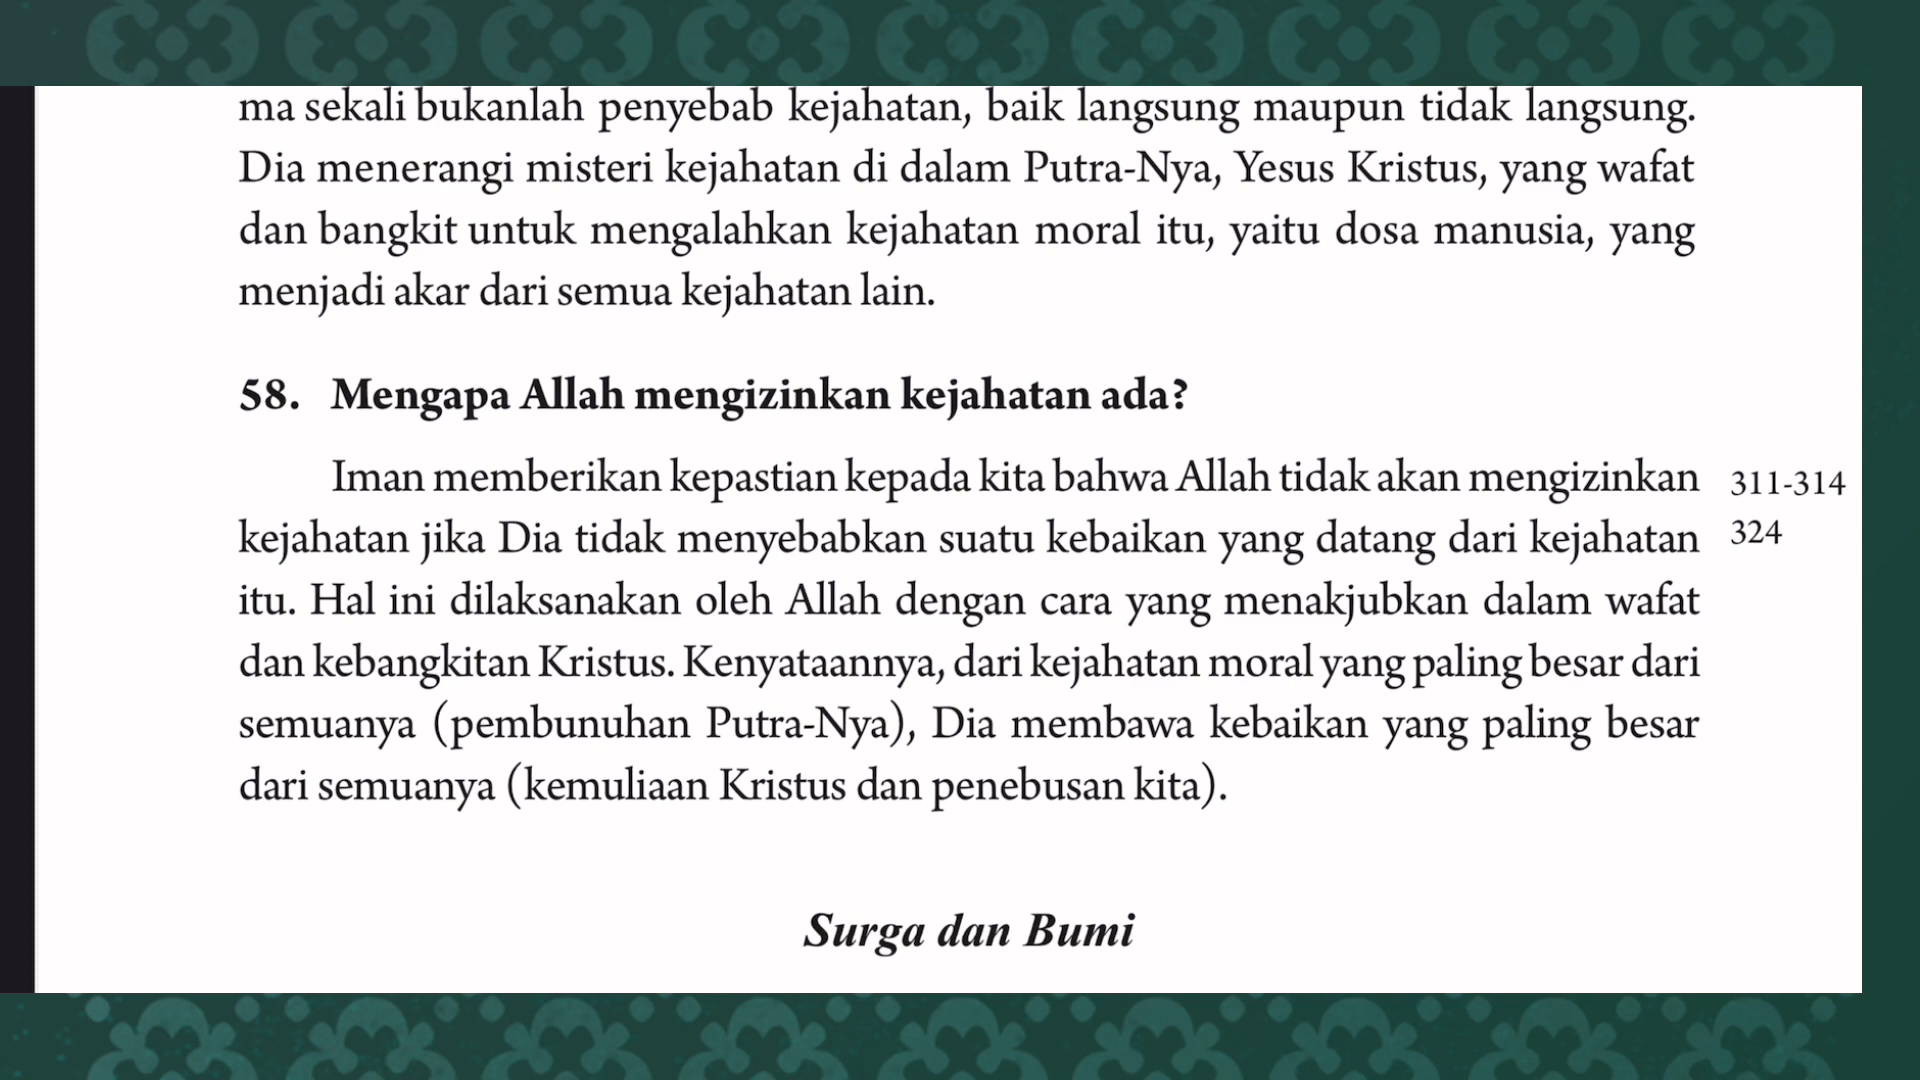 ma sekali bukanlah penyebab kejahatan, baik langsung maupun tidak langsung.
Dia menerangi misteri kejahatan di dalam Putra-Nya, Yesus Kristus, yang wafat
dan bangkit untuk mengalahkan kejahatan moral itu, yaitu dosa manusia, yang
menjadi akar dari semua kejahatan lain.
58. Mengapa Allah mengizinkan kejahatan ada?
Iman memberikan kepastian kepada kita bahwa Allah tidak akan mengizinkan 311-314
kejahatan jika Dia tidak menyebabkan suatu kebaikan yang datang dari kejahatan 324
itu. Hal ini dilaksanakan oleh Allah dengan cara yang menakjubkan dalam wafat
dan kebangkitan Kristus. Kenyataannya, dari kejahatan moral yang paling besar dari
semuanya (pembunuhan Putra-Nya), Dia membawa kebaikan yang paling besar
dari semuanya (kemuliaan Kristus dan penebusan kita).
Surga dan Bumi